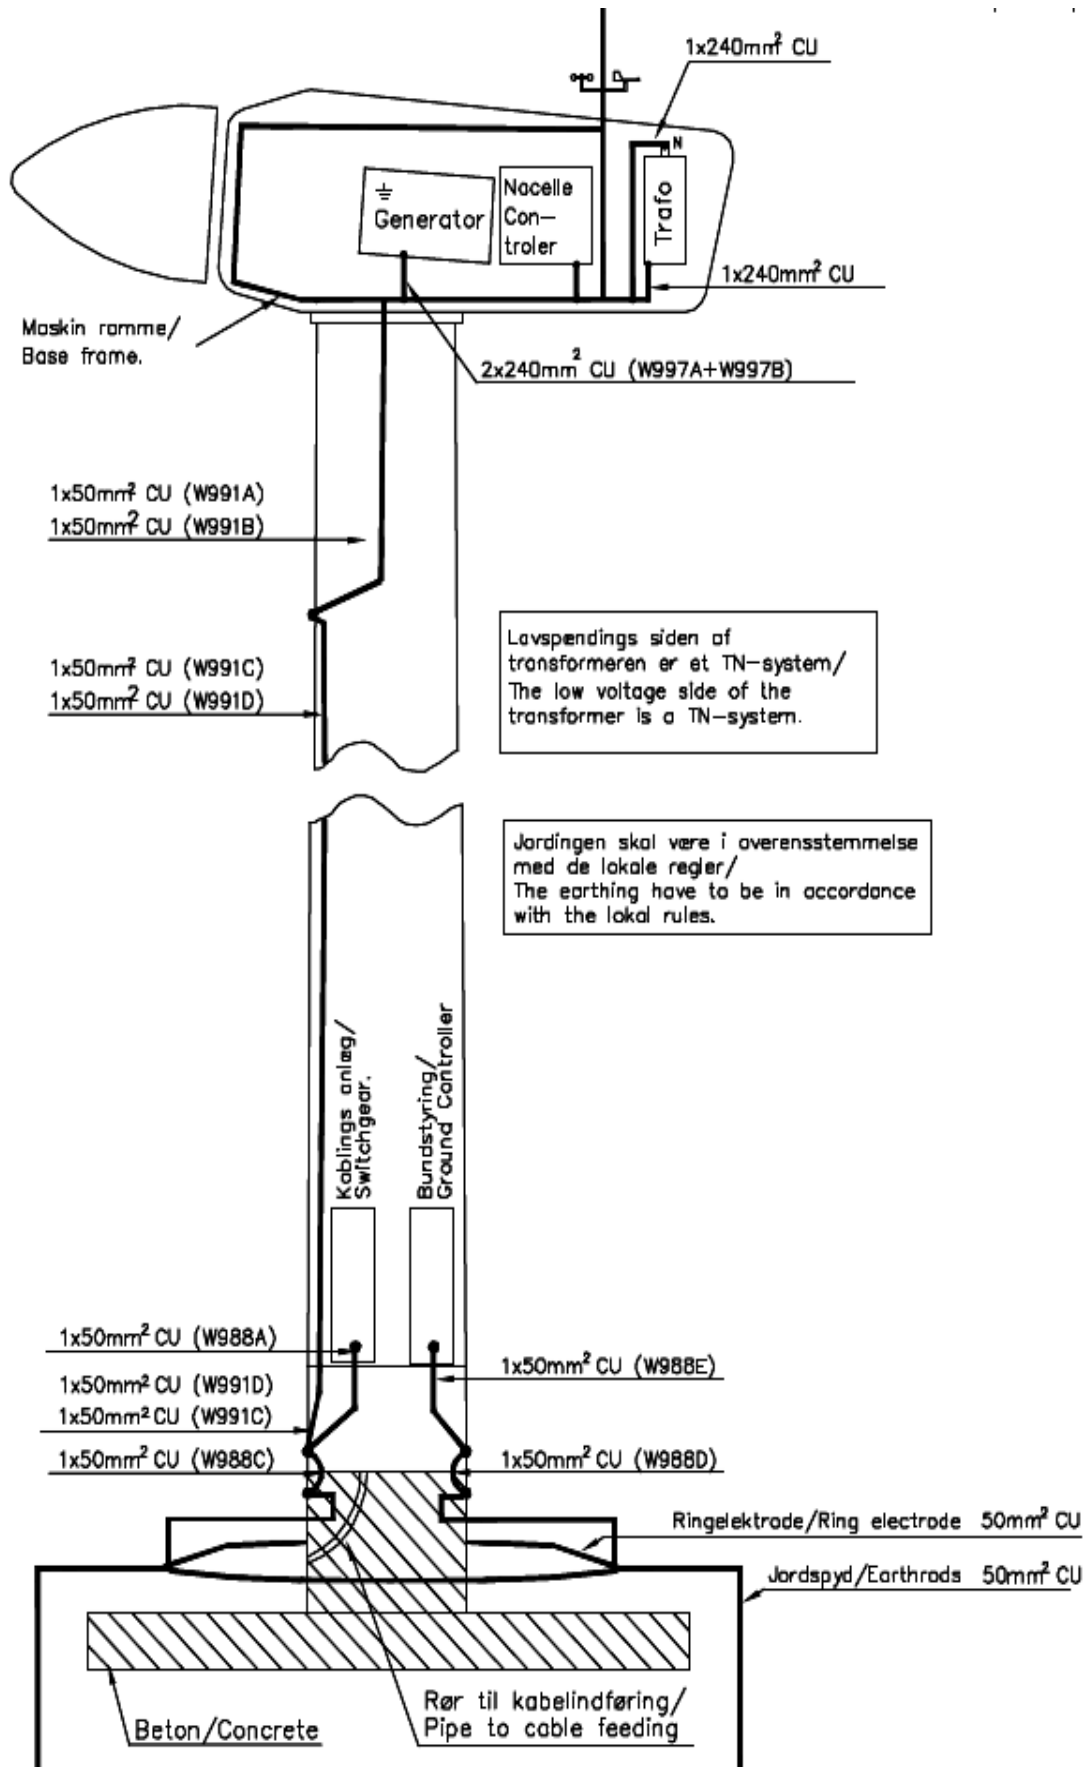 1x240mm² CU
N
Nacelle
Con-
troler
Generator
Trafo
1x240mm² CU
Maskin ramme/
Base frame.
2x240mm² CU (W997A+W997B)
1x50mm² CU (W991A)
1x50mm² CU (W991B)
Lavspændings siden af
transformeren er et TN-system/
The low voltage side of the
transformer is a TN-system.
1x50mm² CU (W991C)
1x50mm² CU (W991D)
Jordingen skal være i overensstemmelse
med de lokale regler/
The earthing have to be in accordance
with the lokal rules.
Koblings anlæg/
Switchgear.
Bundstyring/
Ground Controller
1x50mm² CU (W988A)
1x50mm² CU (W988E)
1x50mm² CU (W991D)
1x50mm² CU (W991C)
1x50mm² CU (W988C)
1x50mm² CU (W988D)
Ringelektrode/Ring electrode 50mm² CU
Jordspyd/Earthrods 50mm² CU
Rør til kabelindføring/
Pipe to cable feeding
Beton/Concrete